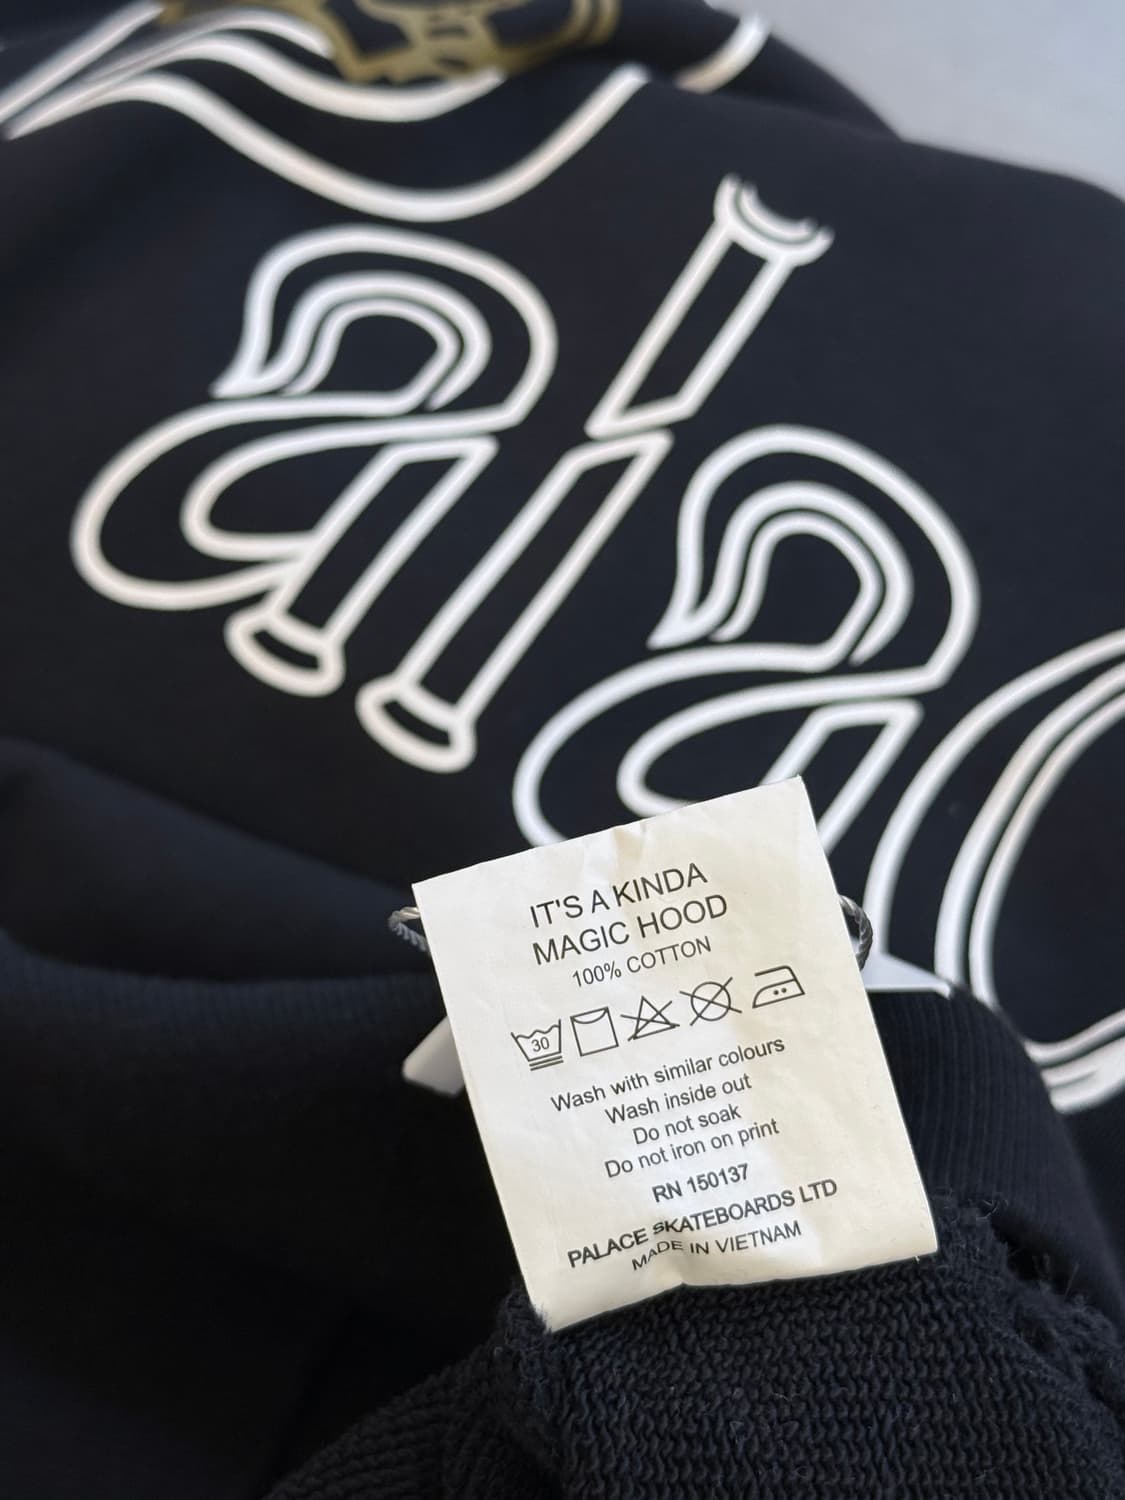 alac
IT'S A KINDA
MAGIC HOOD
100% COTTON
30
Wash with similar colours
Wash inside out
Do not soak
Do not iron on print
RN 150137
PALACE SKATEBOARDS LTD
MADE IN VIETNAM